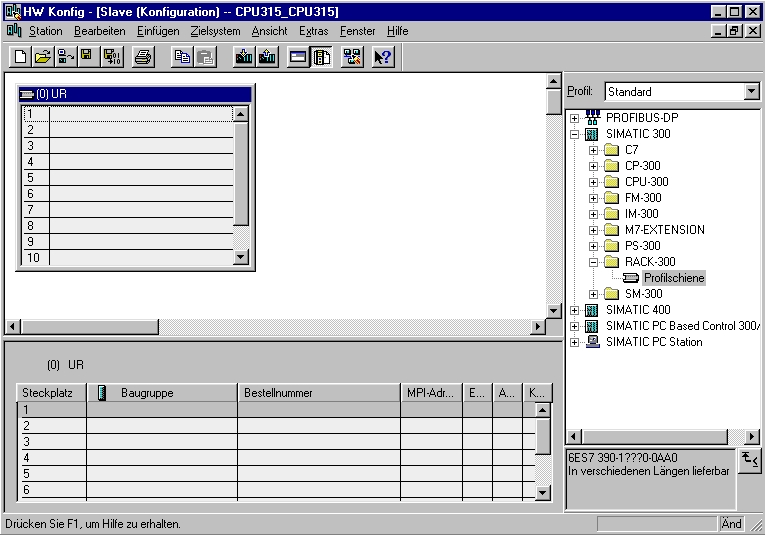 HW Konfig - [Slave (Konfiguration) -- CPU315_CPU315]
Station Bearbeiten Einfügen Zielsystem Ansicht Extras Fenster Hilfe
(0) UR
1
2
3
4
5
6
7
8
9
10
Profil: Standard
PROFIBUS-DP
SIMATIC 300
C7
CP-300
CPU-300
FM-300
IM-300
M7-EXTENSION
PS-300
RACK-300
Profilschiene
SM-300
SIMATIC 400
SIMATIC PC Based Control 300/
SIMATIC PC Station
6ES7 390-1???0-0AA0
In verschiedenen Längen lieferbar
(0) UR
Steckplatz Baugruppe Bestellnummer MPI-Adr... E... A... K...
1
2
3
4
5
6
Drücken Sie F1, um Hilfe zu erhalten. Änd